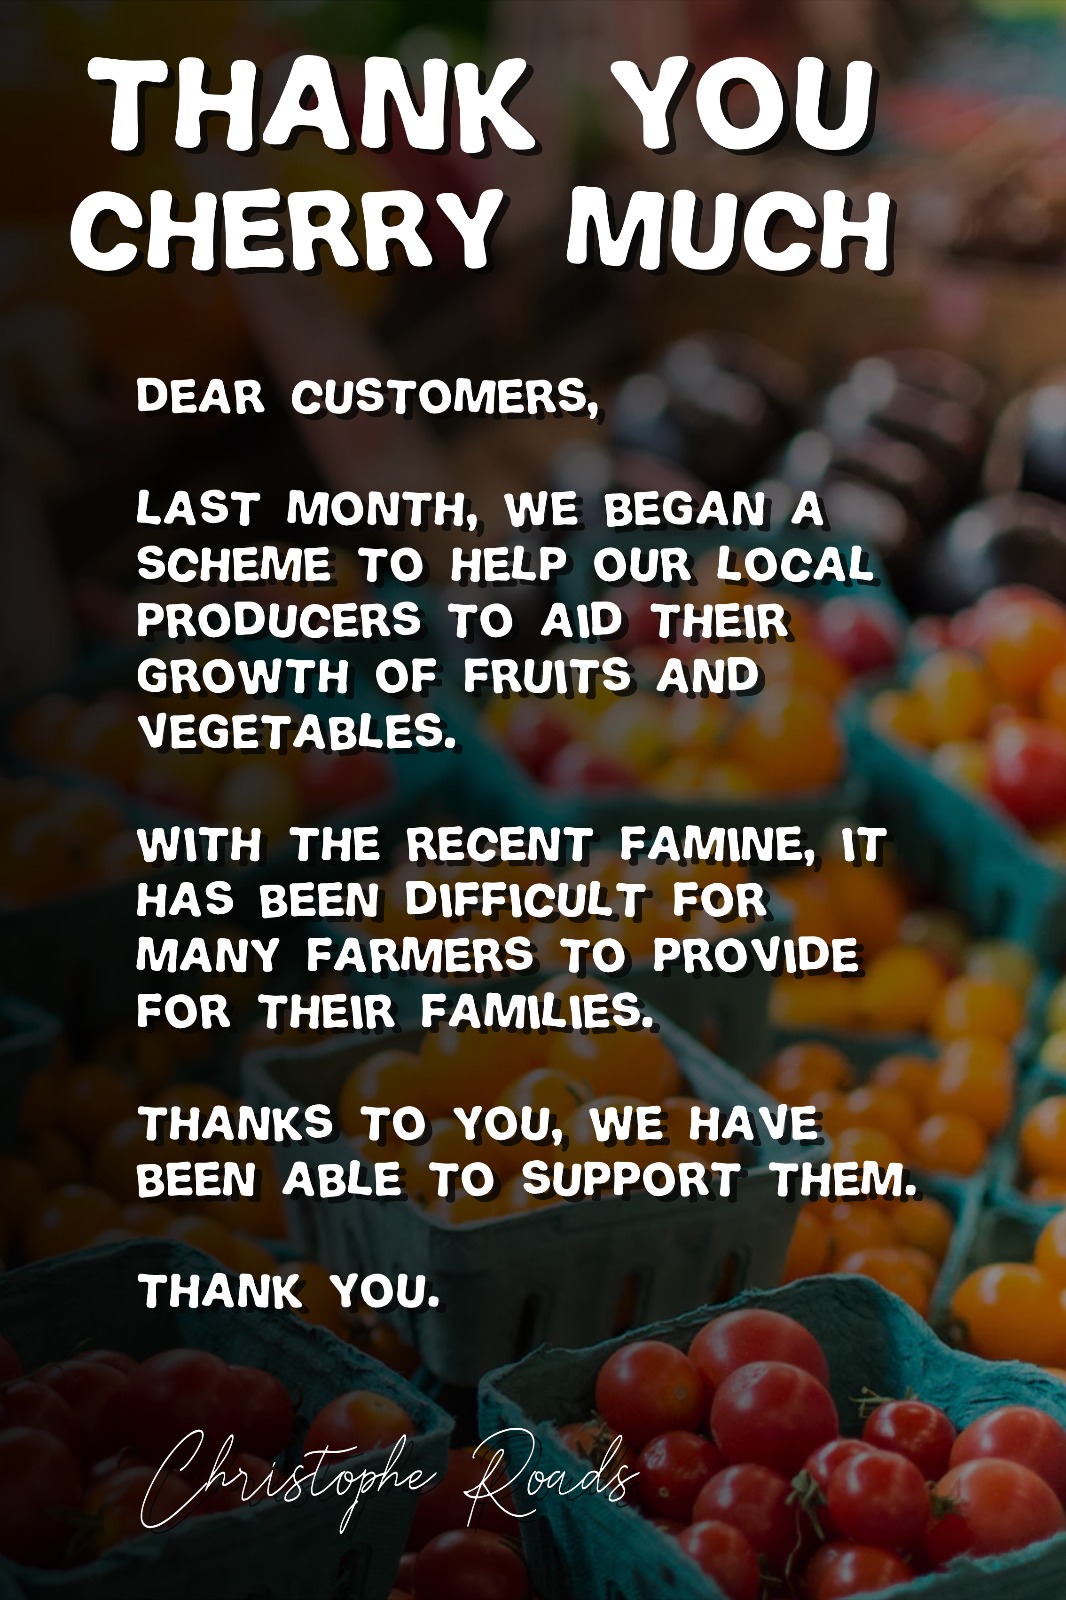 THANK YOU
CHERRY MUCH
DEAR CUSTOMERS,
LAST MONTH, WE BEGAN A
SCHEME TO HELP OUR LOCAL
PRODUCERS TO AID THEIR
GROWTH OF FRUITS AND
VEGETABLES.
WITH THE RECENT FAMINE, IT
HAS BEEN DIFFICULT FOR
MANY FARMERS TO PROVIDE
FOR THEIR FAMILIES.
THANKS TO YOU, WE HAVE
BEEN ABLE TO SUPPORT THEM.
THANK YOU.
Christophe Roads